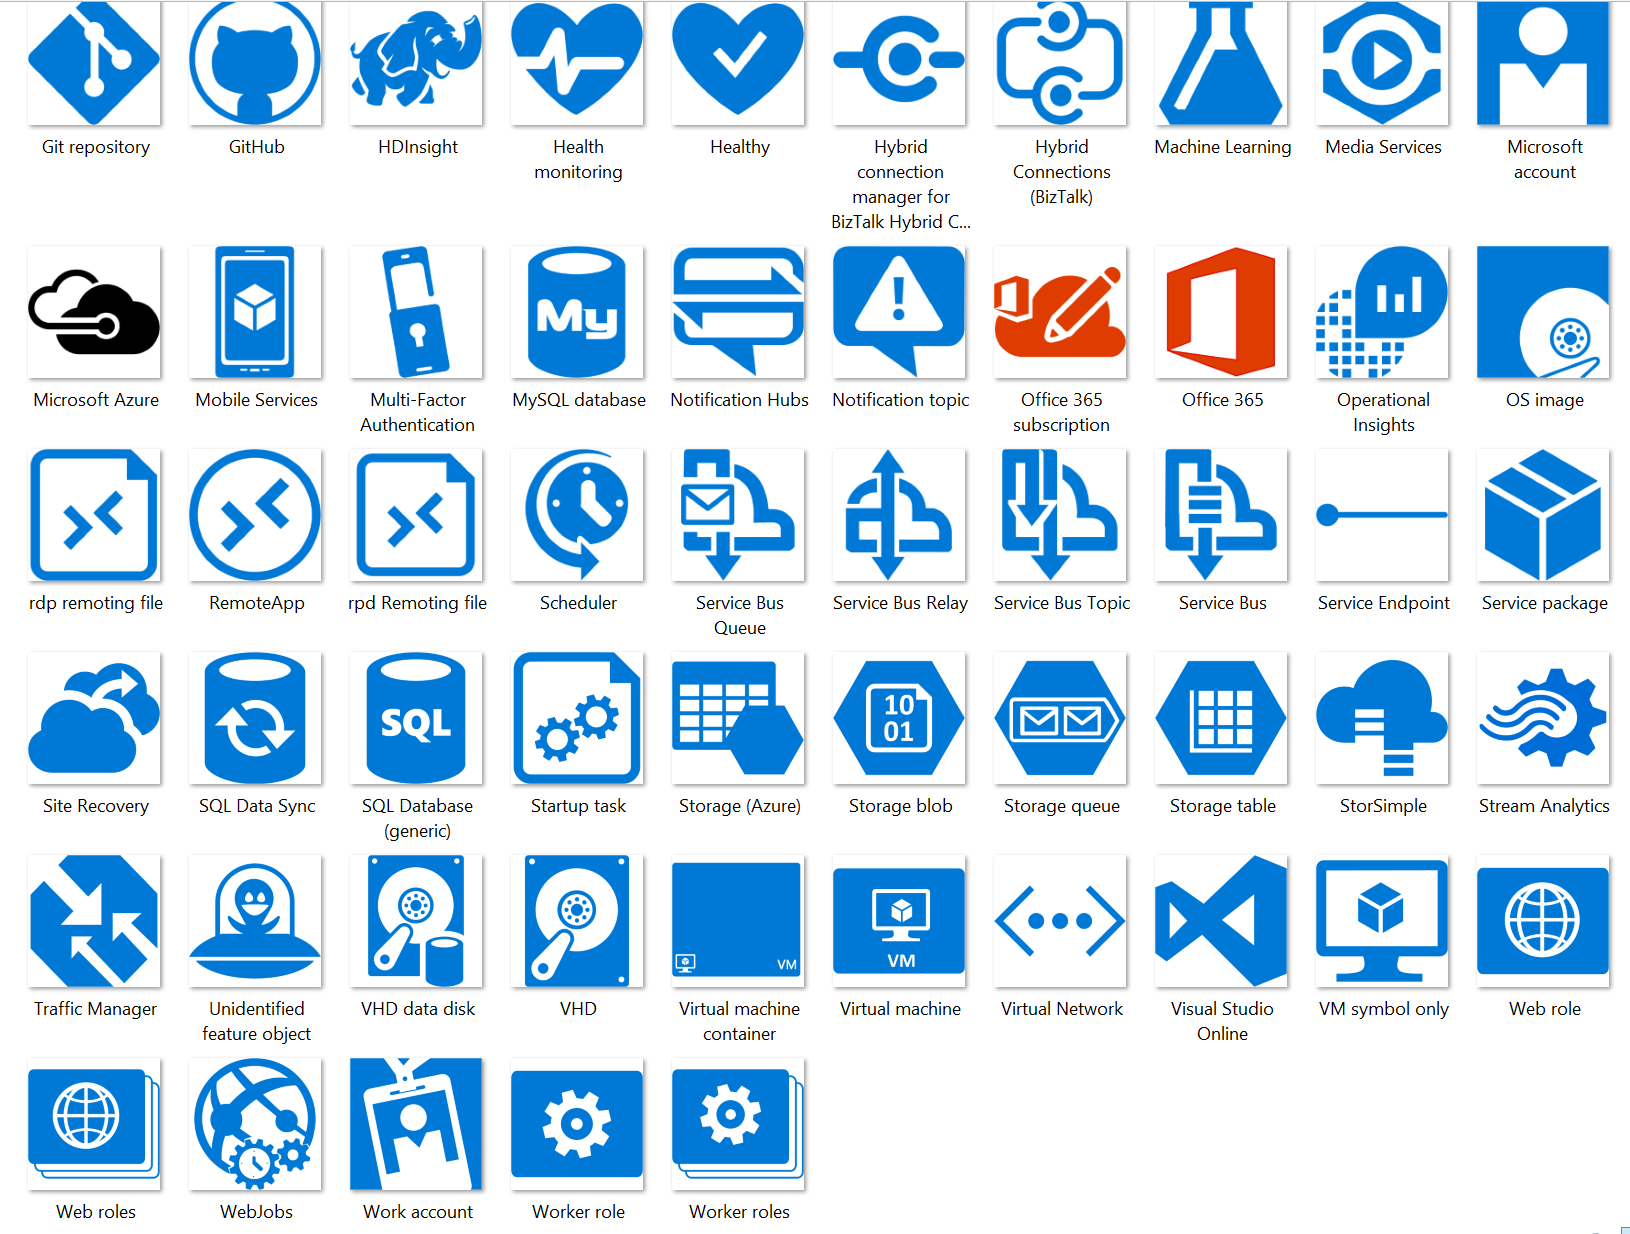 Git repository
GitHub
HDInsight
Health
monitoring
Healthy
Hybrid
connection
manager for
BizTalk Hybrid C...
Hybrid
Connections
(BizTalk)
Machine Learning
Media Services
Microsoft
account
My
Microsoft Azure
Mobile Services
Multi-Factor
Authentication
MySQL database
Notification Hubs
Notification topic
Office 365
subscription
Office 365
Operational
Insights
OS image
rdp remoting file
RemoteApp
rpd Remoting file
Scheduler
Service Bus
Queue
Service Bus Relay
Service Bus Topic
Service Bus
Service Endpoint
Service package
SQL
10
01
Site Recovery
SQL Data Sync
SQL Database
(generic)
Startup task
Storage (Azure)
Storage blob
Storage queue
Storage table
StorSimple
Stream Analytics
VM
VM
Traffic Manager
Unidentified
feature object
VHD data disk
VHD
Virtual machine
container
Virtual machine
Virtual Network
Visual Studio
Online
VM symbol only
Web role
Web roles
WebJobs
Work account
Worker role
Worker roles